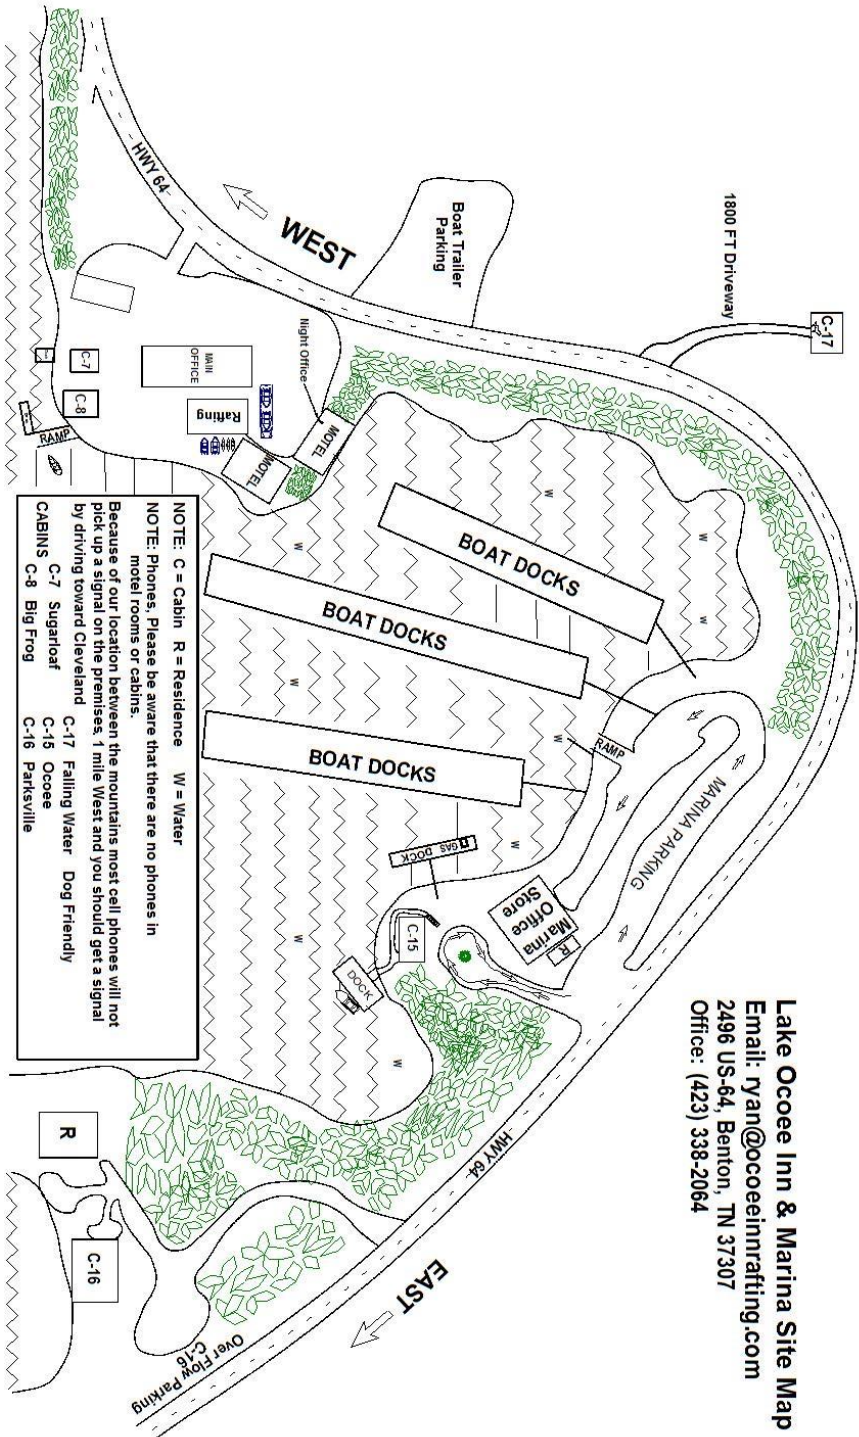 Lake Ocoee Inn & Marina Site Map
Email: ryan@ocoeeinnrafting.com
2496 US-64, Benton, TN 37307
Office: (423) 338-2064
C-17
1800 FT Driveway
Boat Trailer
Parking
WEST
HWY 64
Night Office
MAIN
OFFICE
Rafting
MOTEL
MOTEL
C-7
C-8
RAMP
W
W
W
BOAT DOCKS
BOAT DOCKS
BOAT DOCKS
W
W
W
W
W
W
RAMP
MARINA PARKING
Marina
Office
Store
R
GAS DOCK
C-15
DOCK
HWY 64
EAST
Over Flow Parking
C-16
R
C-16
NOTE: C = Cabin R = Residence W = Water
NOTE: Phones, Please be aware that there are no phones in
motel rooms or cabins.
Because of our location between the mountains most cell phones will not
pick up a signal on the premises, 1 mile West and you should get a signal
by driving toward Cleveland
C-17 Falling Water Dog Friendly
CABINS C-7 Sugarloaf C-15 Ocoee
C-8 Big Frog C-16 Parksville